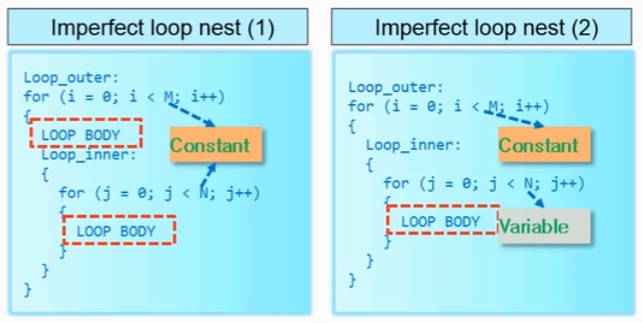 Imperfect loop nest (1)
Loop_outer:
for (i = 0; i < M; i++)
{
LOOP BODY
Constant
Loop_inner:
{
for (j = 0; j < N; j++)
{
LOOP BODY
}
}
}
Imperfect loop nest (2)
Loop_outer:
for (i = 0; i < M; i++)
{
Loop_inner:
Constant
{
for (j = 0; j < N; j++)
{
LOOP BODY
Variable
}
}
}